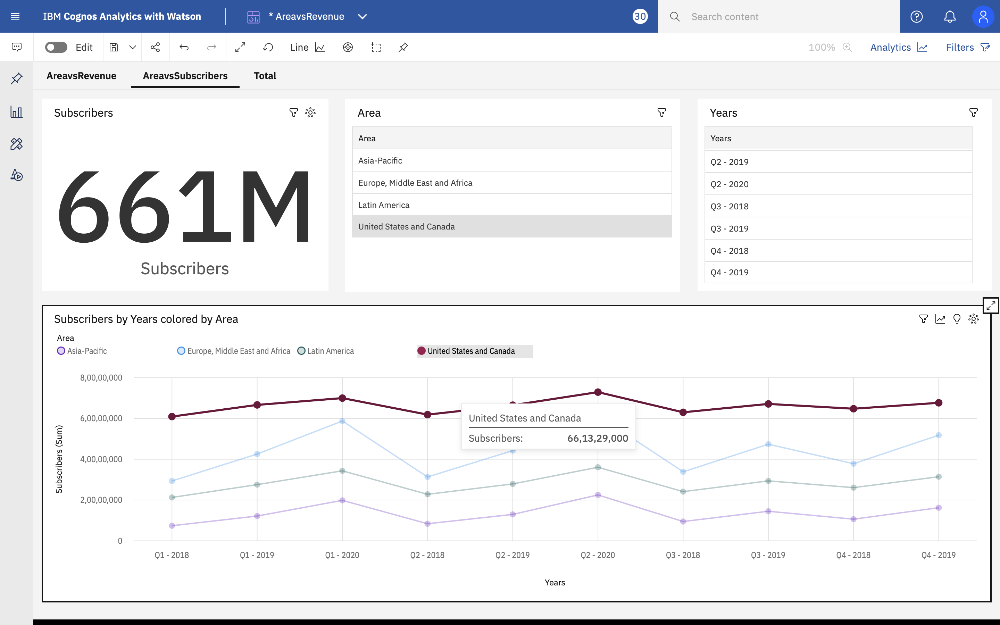 IBM Cognos Analytics with Watson
* AreavsRevenue
30
Search content
Edit
Line
100%
Analytics
Filters
AreavsRevenue
AreavsSubscribers
Total
Subscribers
661M
Subscribers
Area
Area
Asia-Pacific
Europe, Middle East and Africa
Latin America
United States and Canada
Years
Years
Q2 - 2019
Q2 - 2020
Q3 - 2018
Q3 - 2019
Q4 - 2018
Q4 - 2019
Subscribers by Years colored by Area
Area
Asia-Pacific
Europe, Middle East and Africa
Latin America
United States and Canada
Subscribers (Sum)
8,00,00,000
6,00,00,000
4,00,00,000
2,00,00,000
0
United States and Canada
Subscribers: 66,13,29,000
Q1 - 2018
Q1 - 2019
Q1 - 2020
Q2 - 2018
Q2 - 2019
Q2 - 2020
Q3 - 2018
Q3 - 2019
Q4 - 2018
Q4 - 2019
Years